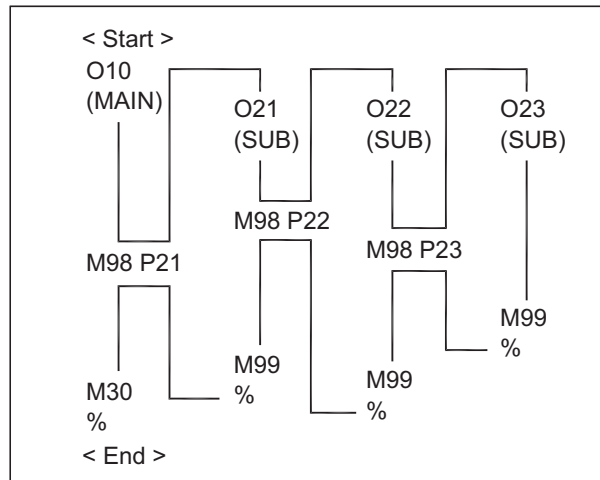 < Start >
O10
(MAIN)
O21
(SUB)
O22
(SUB)
O23
(SUB)
M98 P21
M98 P22
M98 P23
M99
%
M99
%
M99
%
M30
%
< End >